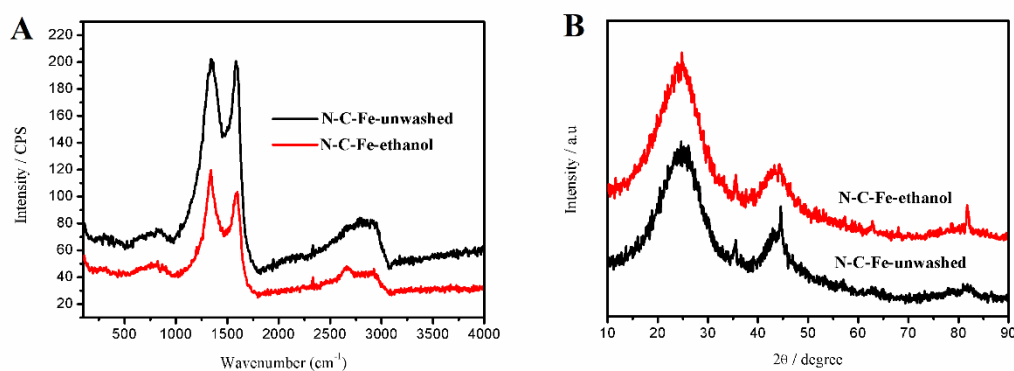 A
220
200
180
160
140
120
100
80
60
40
20
Intensity / CPS
N-C-Fe-unwashed
N-C-Fe-ethanol
500 1000 1500 2000 2500 3000 3500 4000
Wavenumber (cm⁻¹)
B
Intensity / a.u
N-C-Fe-ethanol
N-C-Fe-unwashed
10 20 30 40 50 60 70 80 90
2θ / degree